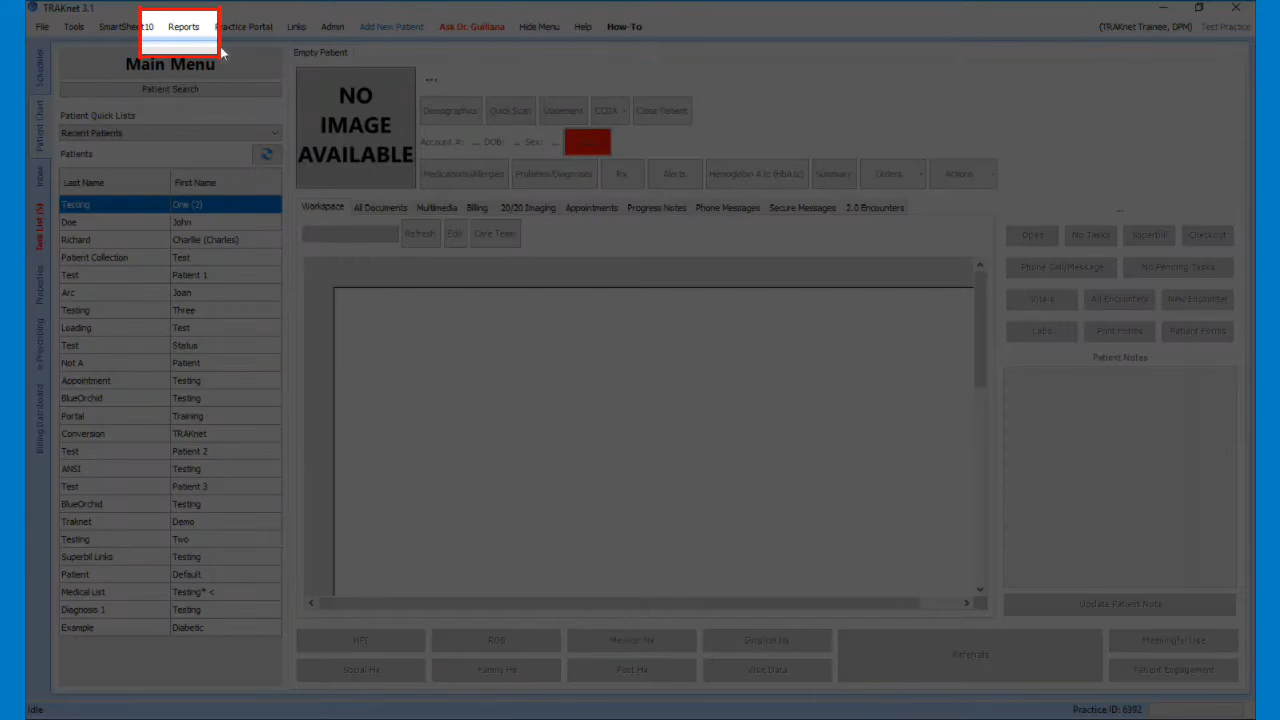 TRAKnet 3.1
File Tools SmartSheet10 Reports Practice Portal Links Admin Add New Patient Ask Dr. Guiliana Hide Menu Help How-To (TRAKnet Trainee, DPM) Test Practice
Scheduler
Patient Chart
Inbox
Task List (5)
Properties
e-Prescribing
Billing Dashboard
Main Menu
Patient Search
Patient Quick Lists
Recent Patients
Patients
Last Name First Name
Testing One (2)
Doe John
Richard Charllie (Charles)
Patient Collection Test
Test Patient 1
Arc Joan
Testing Three
Loading Test
Test Status
Not A Patient
Appointment Testing
BlueOrchid Testing
Portal Training
Conversion TRAKnet
Test Patient 2
ANSI Testing
Test Patient 3
BlueOrchid Testing
Traknet Demo
Testing Two
Superbil Links Testing
Patient Default
Medical List Testing* <
Diagnosis 1 Testing
Example Diabetic
Empty Patient
NO
IMAGE
AVAILABLE
...
Demographics Quick Scan Statement CCDA Close Patient
Account #: ... DOB: ... Sex: ...
Medications/Allergies Problems/Diagnoses Rx Alerts Hemoglobin A1c (HbA1c) Summary Orders Actions
Workspace All Documents Multimedia Billing 20/20 Imaging Appointments Progress Notes Phone Messages Secure Messages 2.0 Encounters
Refresh Edit Care Team
...
Open No Tasks Superbill Checkout
Phone Call/Message No Pending Tasks
Vitals All Encounters New Encounter
Labs Print Forms Patient Forms
Patient Notes
Update Patient Note
HPI ROS Medical Hx Surgical Hx Referrals Meaningful Use
Social Hx Family Hx Post Hx Visit Data Patient Engagement
Idle Practice ID: 6392